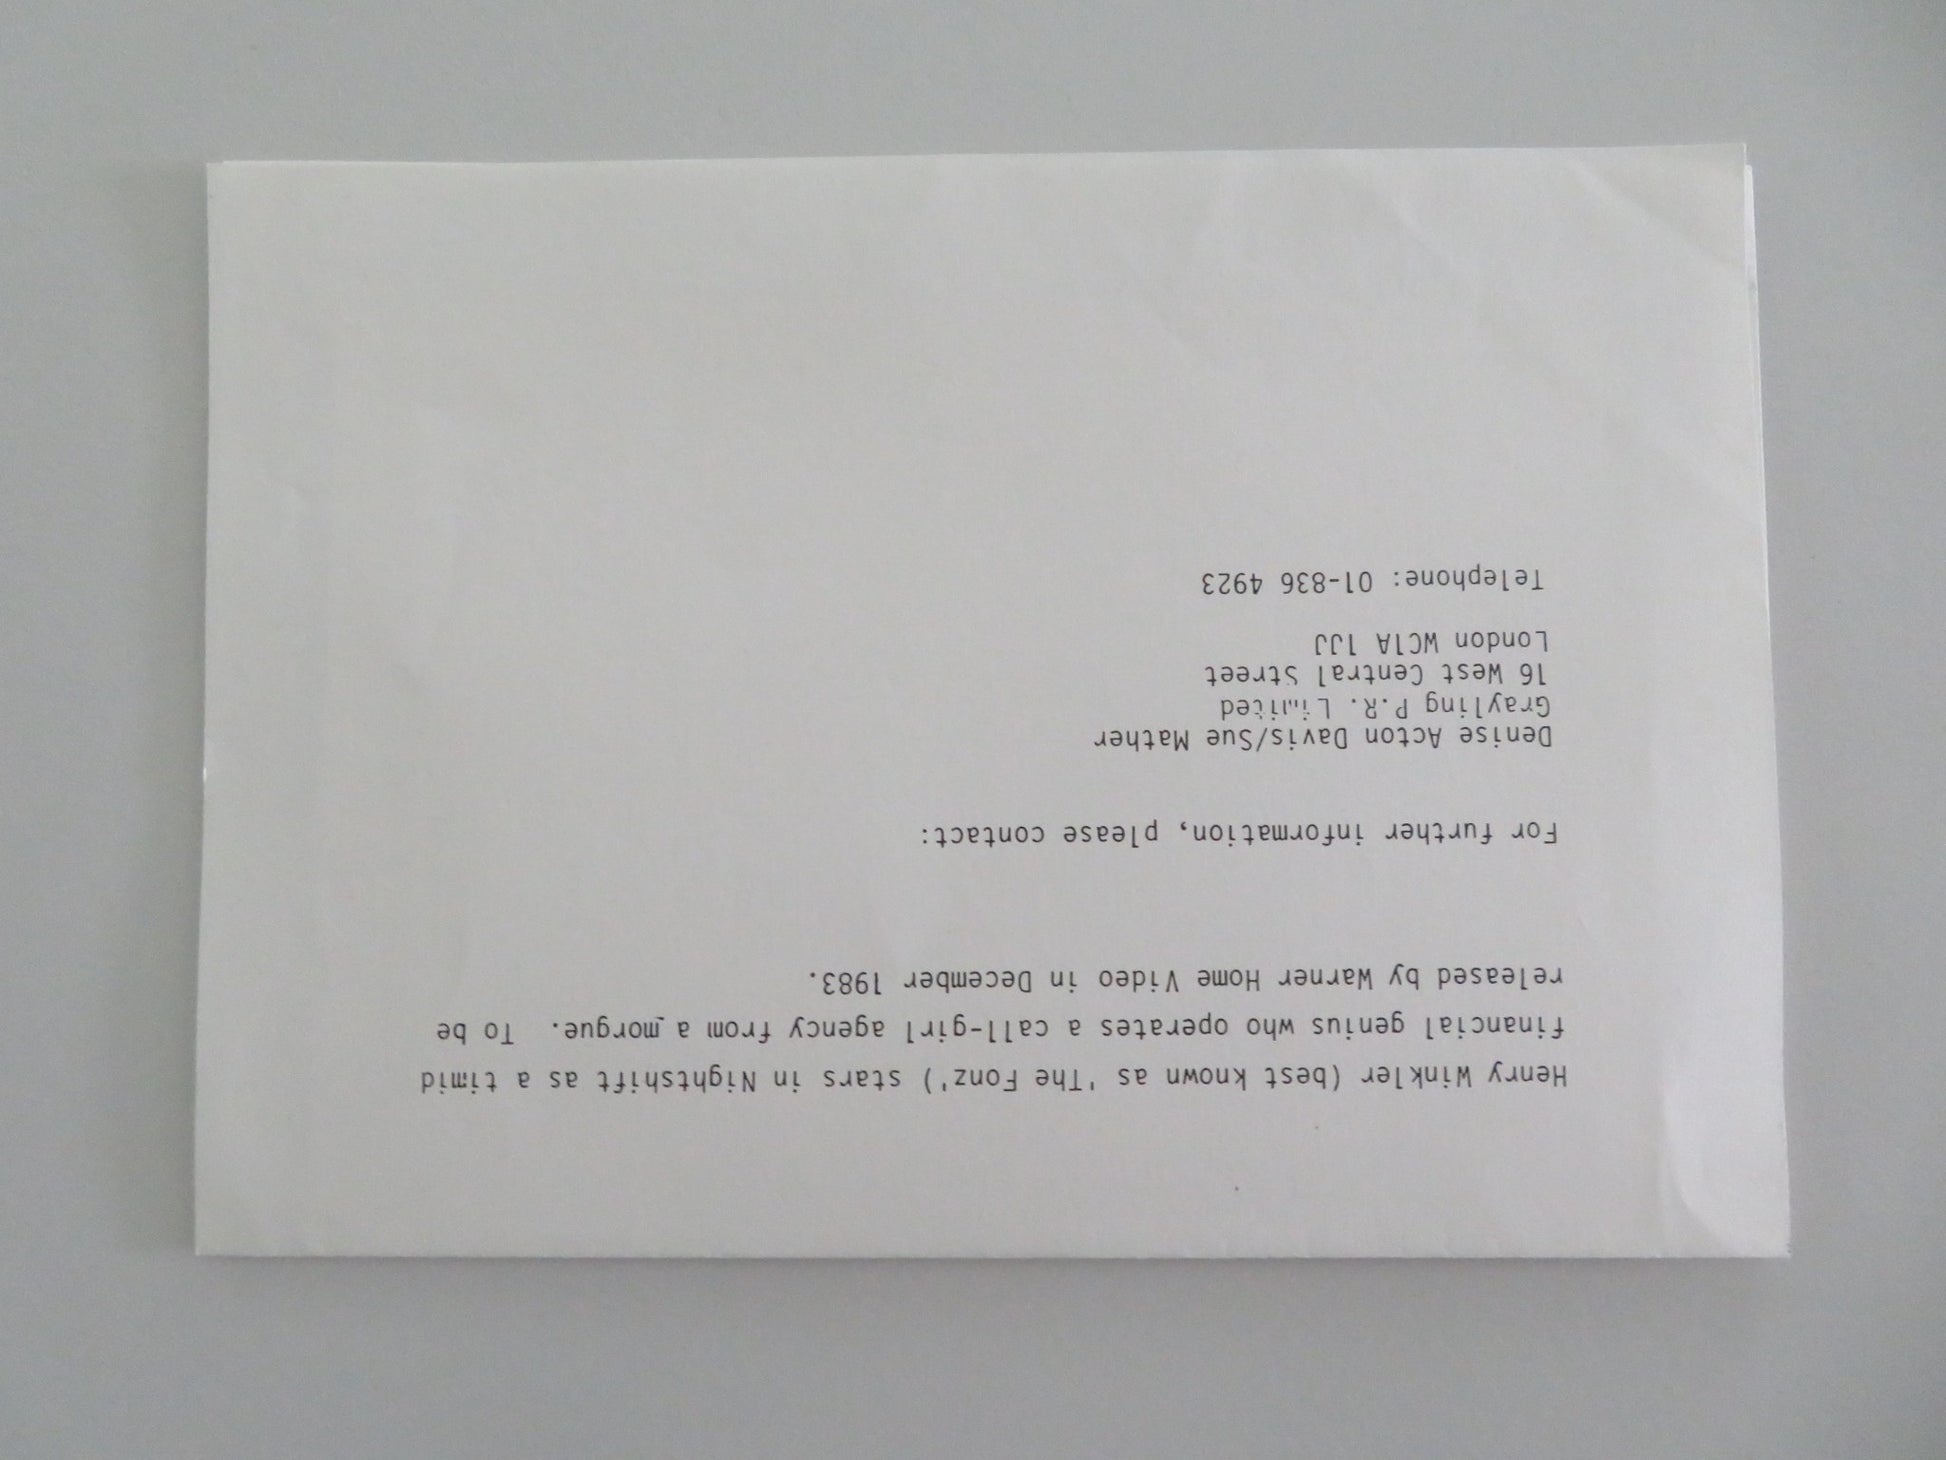 Henry Winkler (best known as 'The Fonz') stars in Nightshift as a timid
financial genius who operates a call-girl agency from a morgue.  To be
released by Warner Home Video in December 1983.
For further information, please contact:
Denise Acton Davis/Sue Mather
Grayling P.R. Limited
16 West Central Street
London WC1A 1JJ
Telephone: 01-836 4923